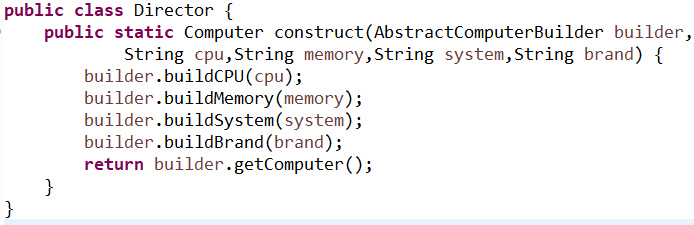 public class Director {
    public static Computer construct(AbstractComputerBuilder builder,
            String cpu,String memory,String system,String brand) {
        builder.buildCPU(cpu);
        builder.buildMemory(memory);
        builder.buildSystem(system);
        builder.buildBrand(brand);
        return builder.getComputer();
    }
}